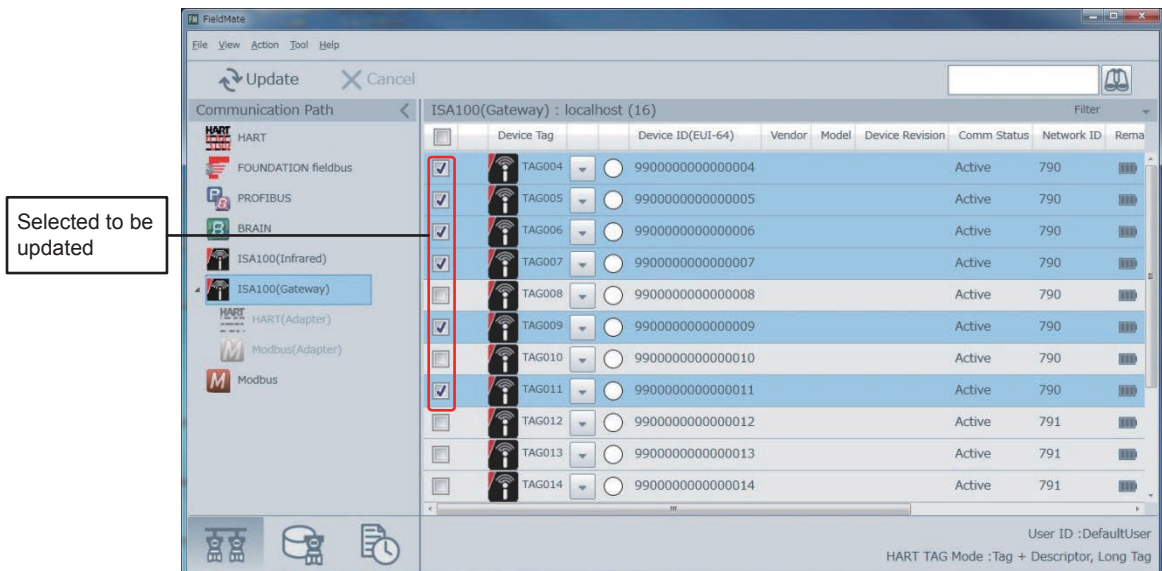 FieldMate
File View Action Tool Help
Update Cancel
Communication Path
ISA100(Gateway) : localhost (16) Filter
HART HART
FOUNDATION fieldbus
PROFIBUS
BRAIN
ISA100(Infrared)
ISA100(Gateway)
HART HART(Adapter)
Modbus(Adapter)
Modbus
Selected to be
updated
Device Tag Device ID(EUI-64) Vendor Model Device Revision Comm Status Network ID Rema
TAG004 9900000000000004 Active 790
TAG005 9900000000000005 Active 790
TAG006 9900000000000006 Active 790
TAG007 9900000000000007 Active 790
TAG008 9900000000000008 Active 790
TAG009 9900000000000009 Active 790
TAG010 9900000000000010 Active 790
TAG011 9900000000000011 Active 790
TAG012 9900000000000012 Active 791
TAG013 9900000000000013 Active 791
TAG014 9900000000000014 Active 791
User ID :DefaultUser
HART TAG Mode :Tag + Descriptor, Long Tag